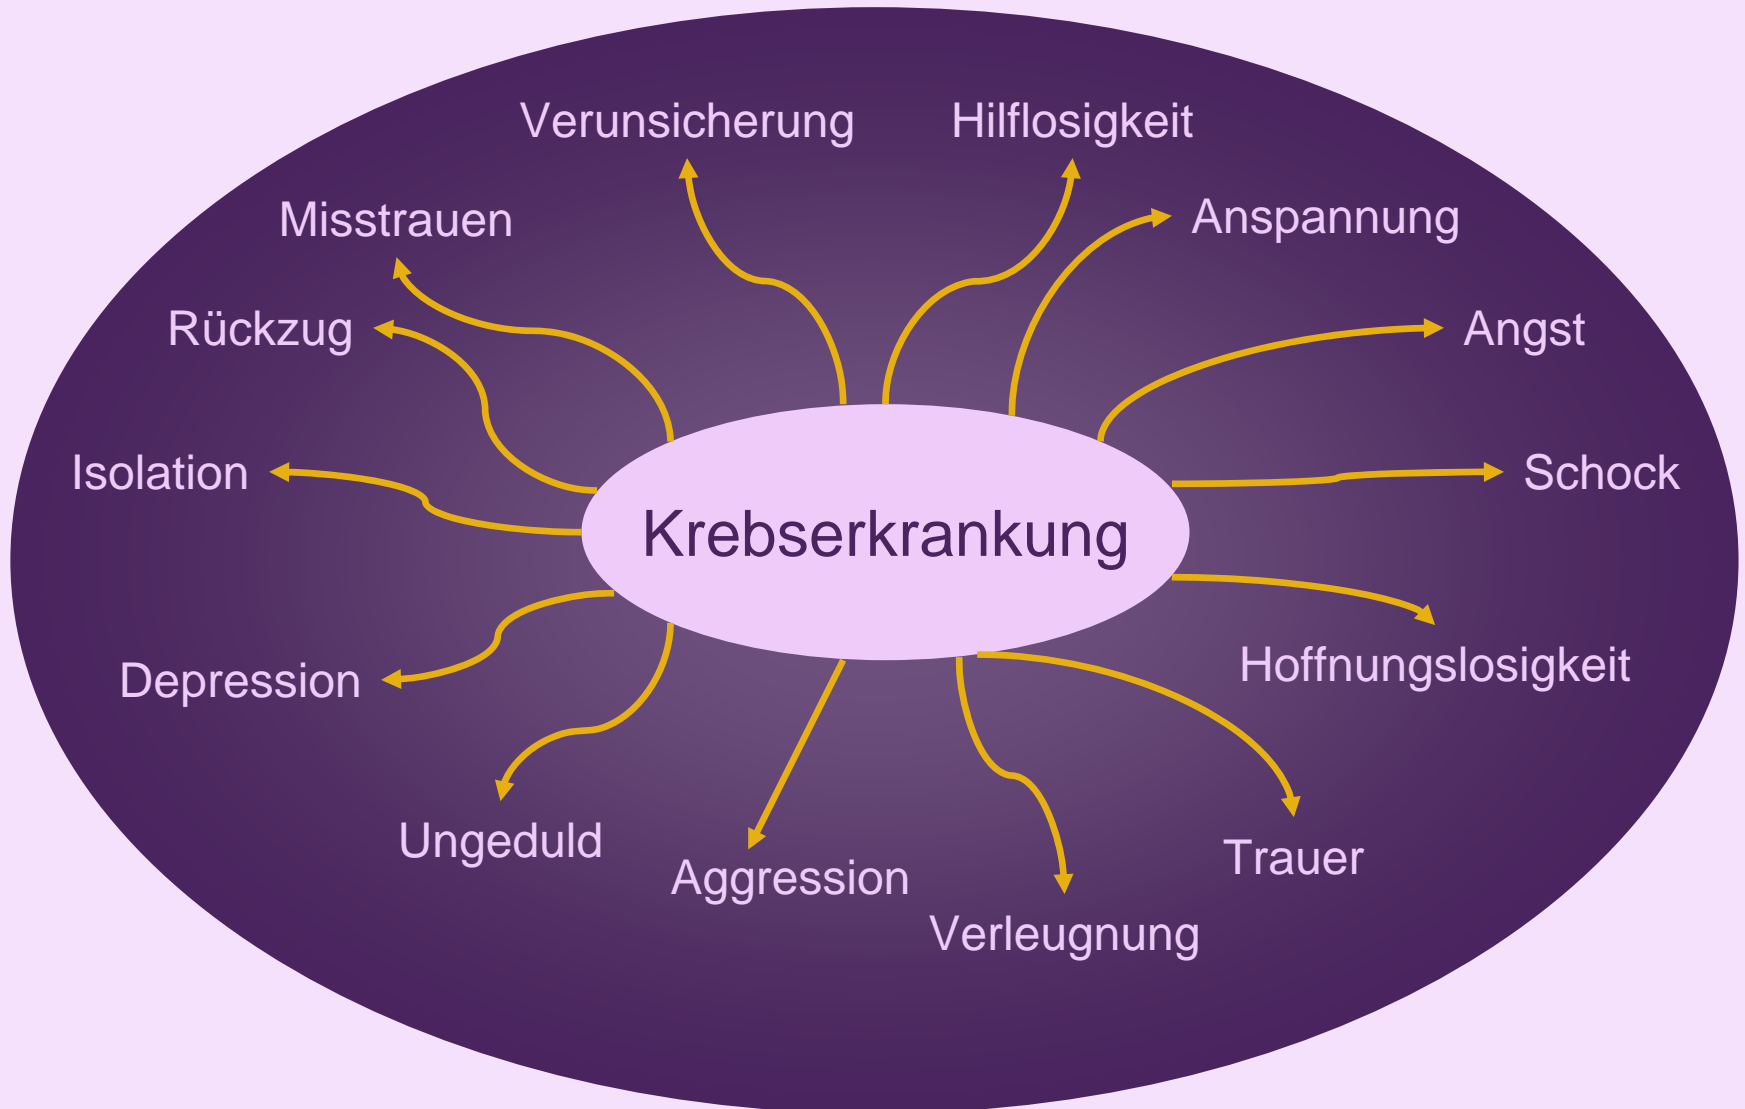 Verunsicherung
Hilflosigkeit
Misstrauen
Anspannung
Rückzug
Angst
Isolation
Schock
Krebserkrankung
Hoffnungslosigkeit
Depression
Ungeduld
Trauer
Aggression
Verleugnung